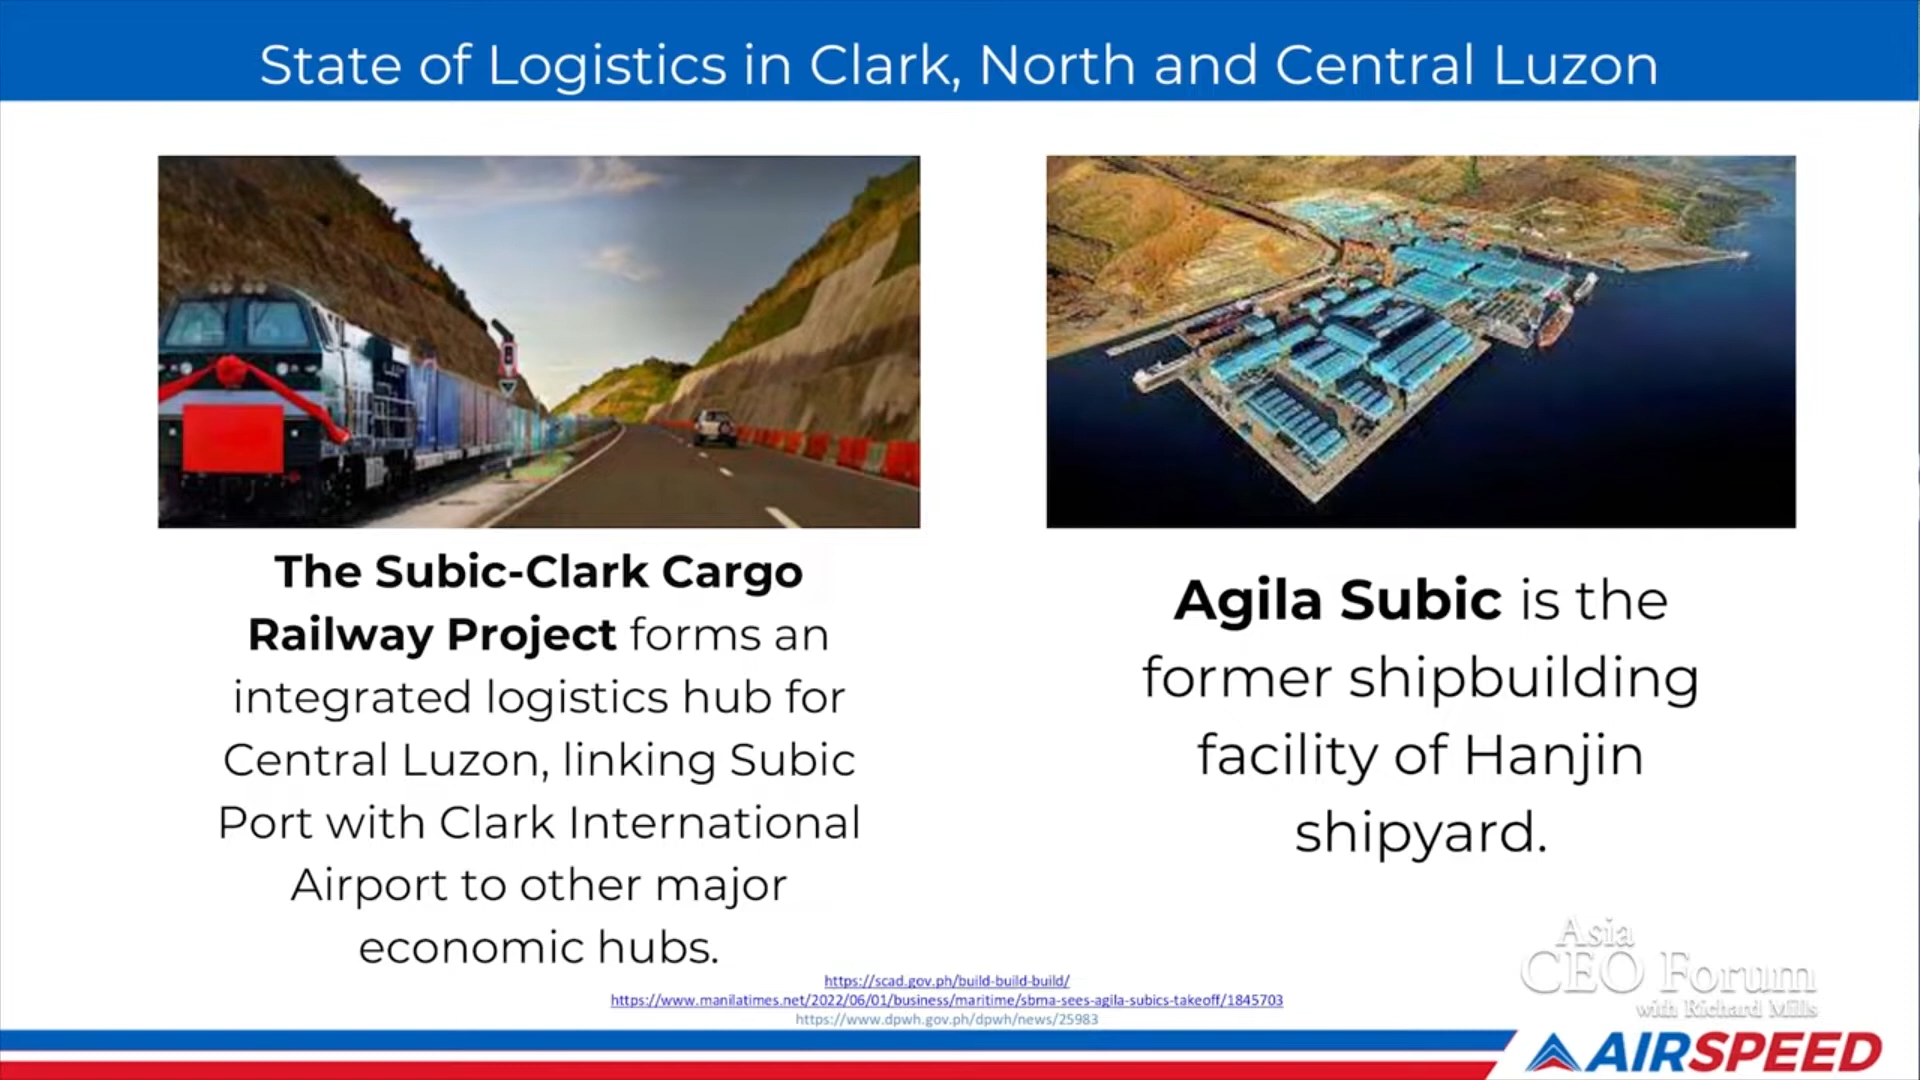 State of Logistics in Clark, North and Central Luzon
The Subic-Clark Cargo
Railway Project forms an
integrated logistics hub for
Central Luzon, linking Subic
Port with Clark International
Airport to other major
economic hubs.
Agila Subic is the
former shipbuilding
facility of Hanjin
shipyard.
https://scad.gov.ph/build-build-build/
https://www.manilatimes.net/2022/06/01/business/maritime/sbma-sees-agila-subics-takeoff/1845703
https://www.dpwh.gov.ph/dpwh/news/25983
Asia
CEO Forum
with Richard Mills
AIRSPEED